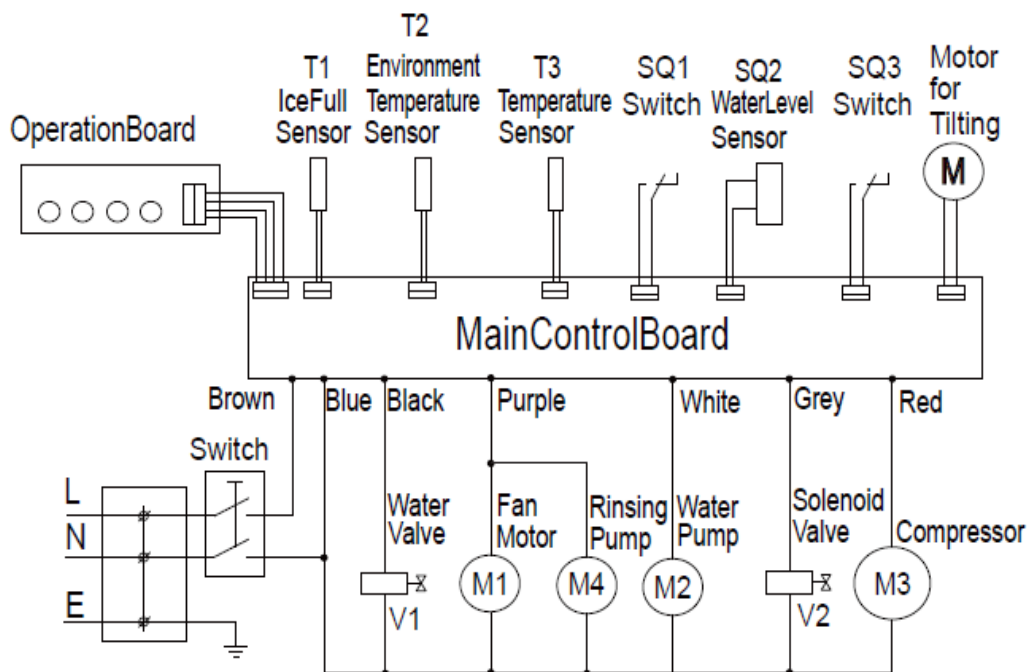 T2
T1
Environment
T3
SQ1
SQ2
SQ3
Motor
IceFull
Temperature
Temperature
Switch
WaterLevel
Switch
for
Sensor
Sensor
Sensor
Sensor
Tilting
OperationBoard
M
MainControlBoard
Brown
Blue
Black
Purple
White
Grey
Red
Switch
L
N
E
Water
Valve
Fan
Motor
Rinsing
Pump
Water
Pump
Solenoid
Valve
Compressor
V1
M1
M4
M2
V2
M3